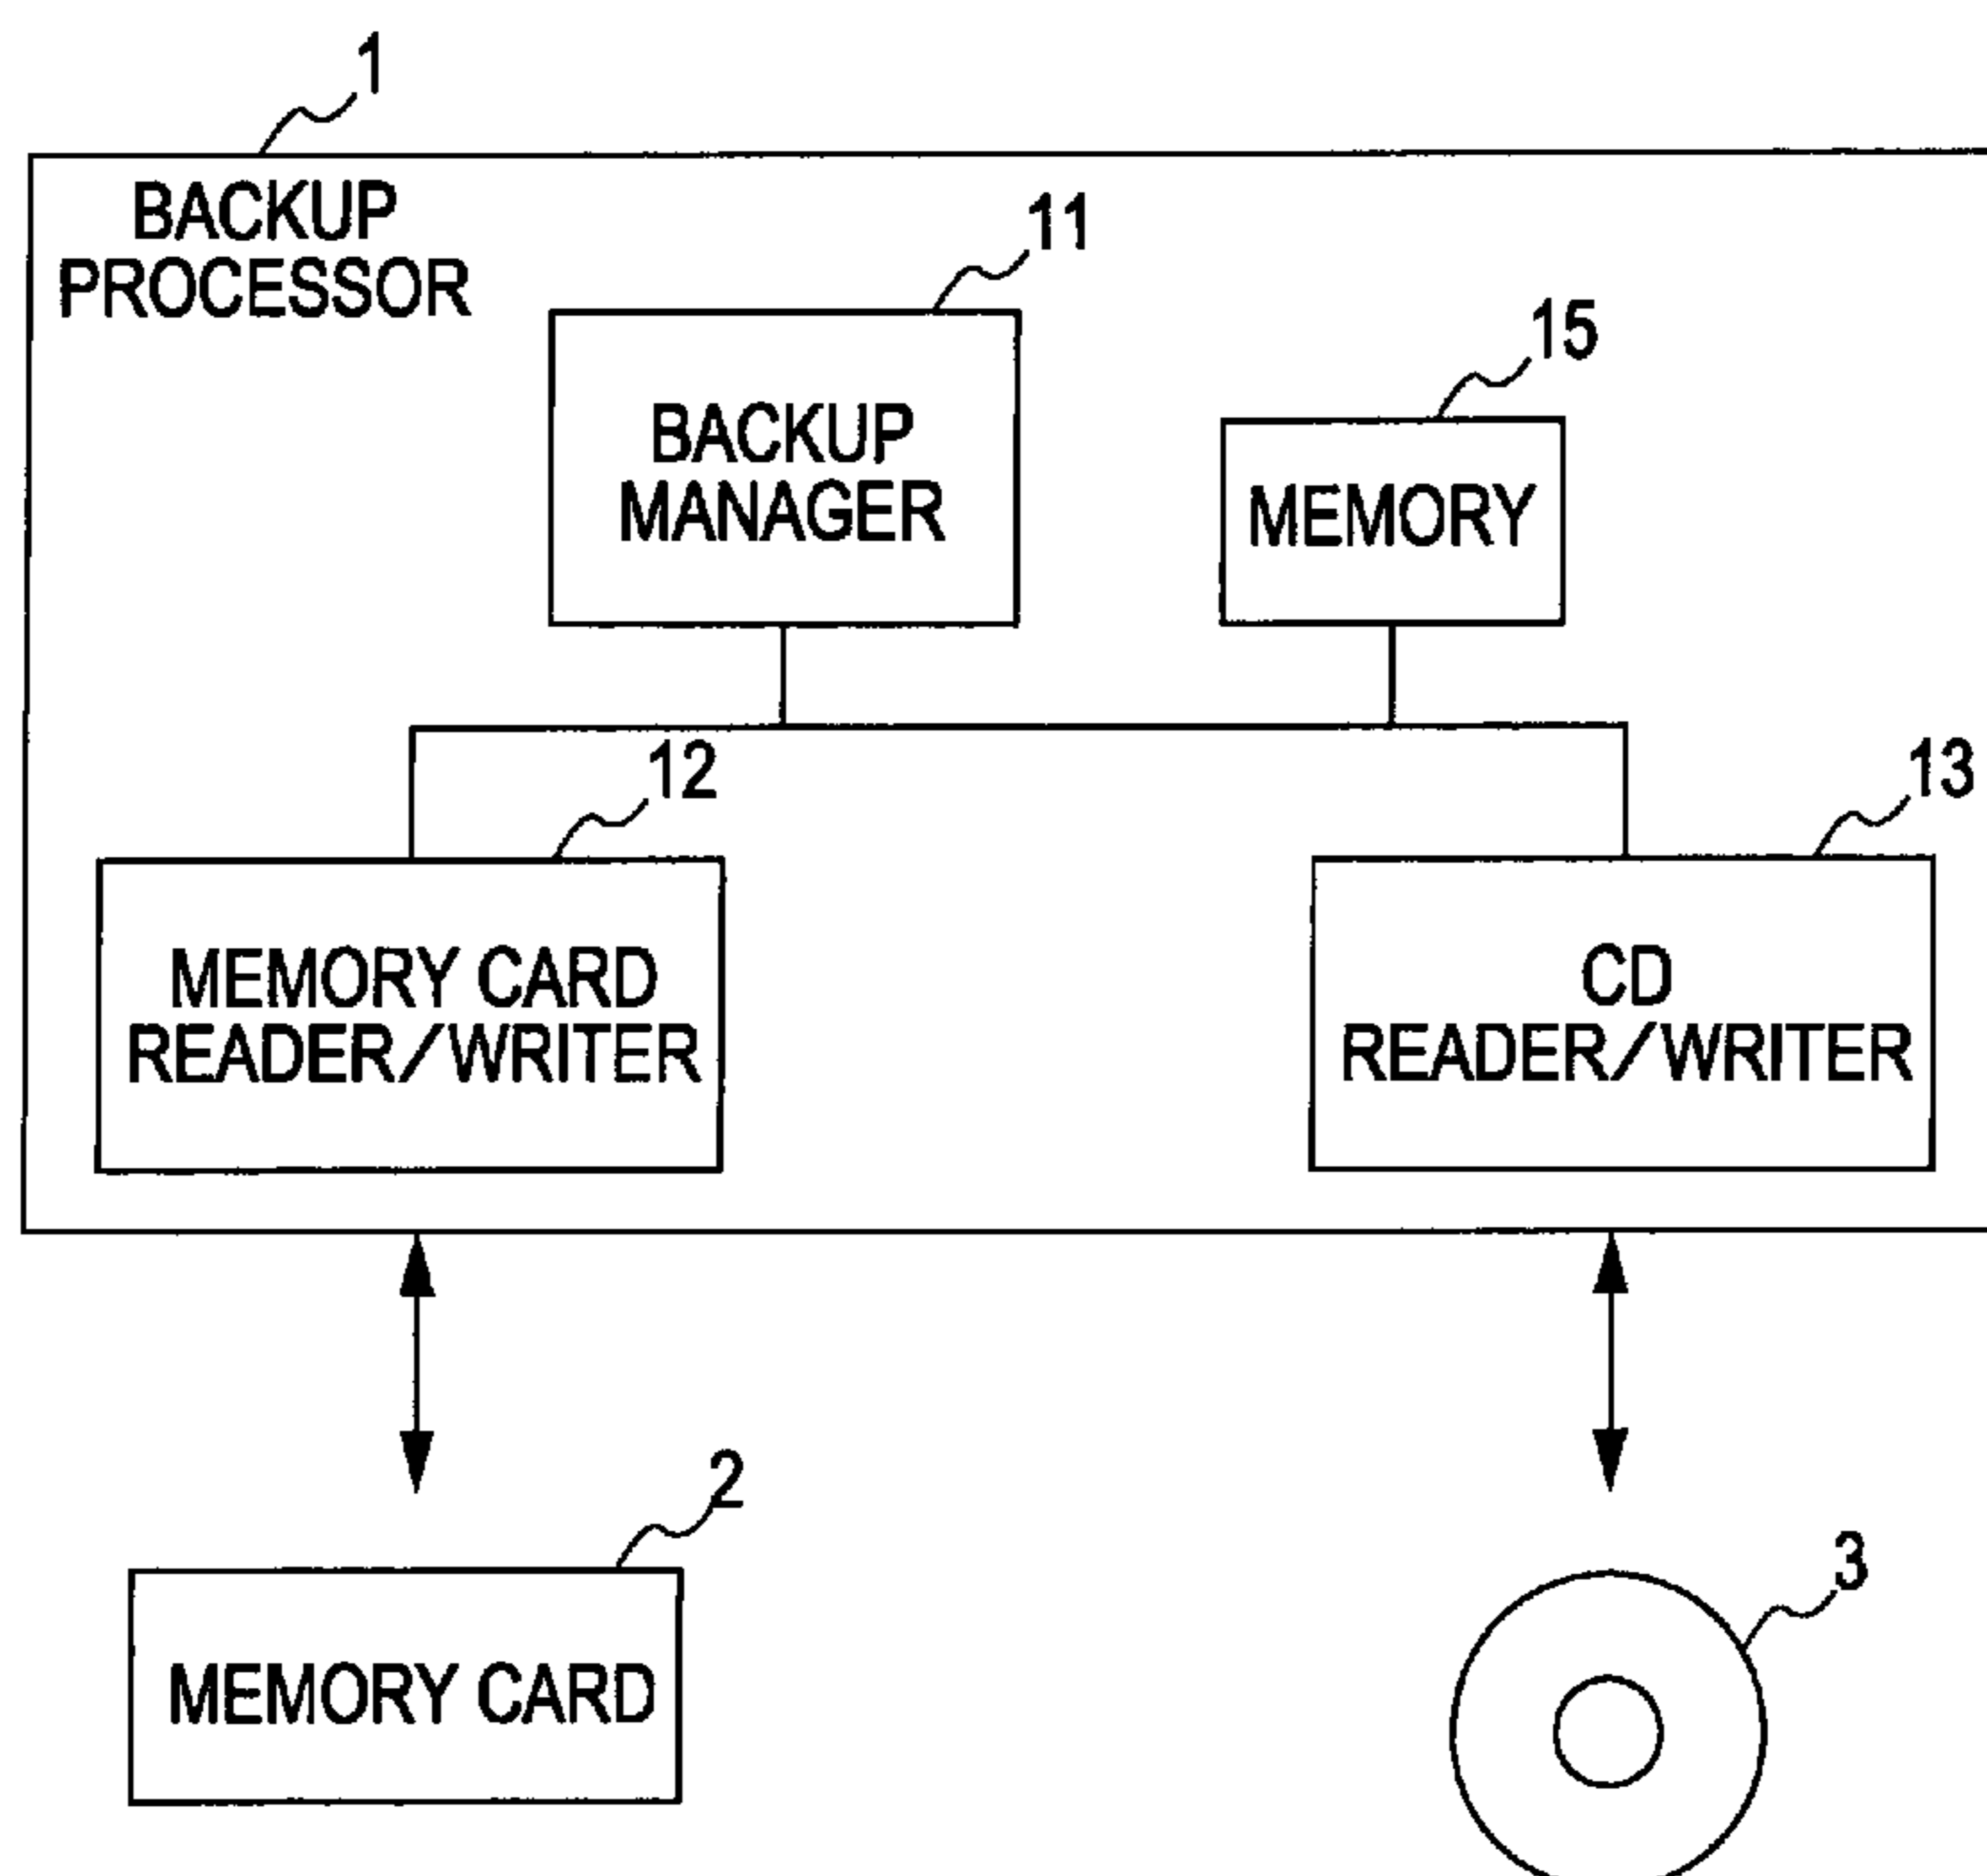 1
BACKUP
PROCESSOR
11
BACKUP
MANAGER
15
MEMORY
12
MEMORY CARD
READER/WRITER
13
CD
READER/WRITER
2
MEMORY CARD
3